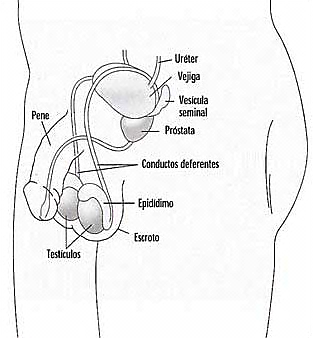 Uréter
Vejiga
Vesícula
seminal
Pene
Próstata
Conductos deferentes
Epidídimo
Escroto
Testículos